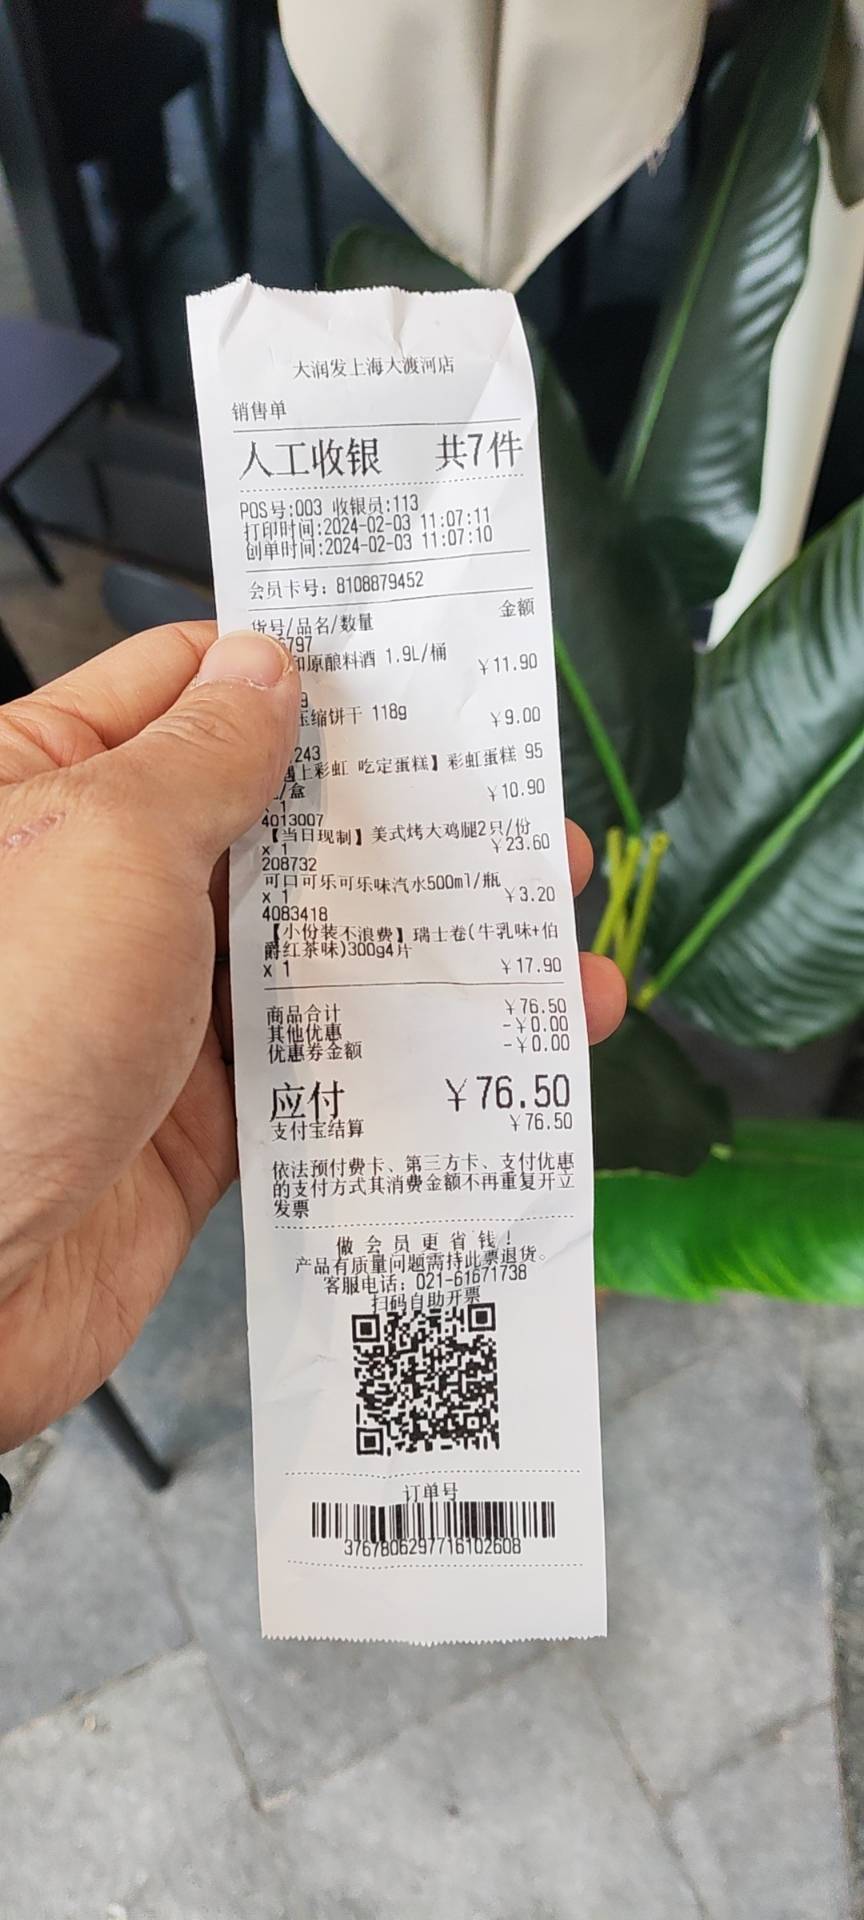 大润发上海大渡河店
销售单
人工收银 共7件
POS号:003 收银员:113
打印时间:2024-02-03 11:07:11
创单时间:2024-02-03 11:07:10
会员卡号: 8108879452
货号/品名/数量 金额
797
和原酿料酒 1.9L/桶
￥11.90
9
压缩饼干 118g
￥9.00
243
遇上彩虹 吃定蛋糕】彩虹蛋糕 95
/盒
￥10.90
1
4013007
【当日现制】美式烤大鸡腿2只/份
x 1 ￥23.60
208732
可口可乐可乐味汽水500ml/瓶
x 1 ￥3.20
4083418
【小份装不浪费】瑞士卷(牛乳味+伯
爵红茶味)300g4片
x 1 ￥17.90
商品合计 ￥76.50
其他优惠 -￥0.00
优惠券金额 -￥0.00
应付 ￥76.50
支付宝结算 ￥76.50
依法预付费卡、第三方卡、支付优惠
的支付方式其消费金额不再重复开立
发票
做会员更省钱!
产品有质量问题需持此票退货。
客服电话: 021-61671738
扫码自助开票
订单号
3767806297716102608